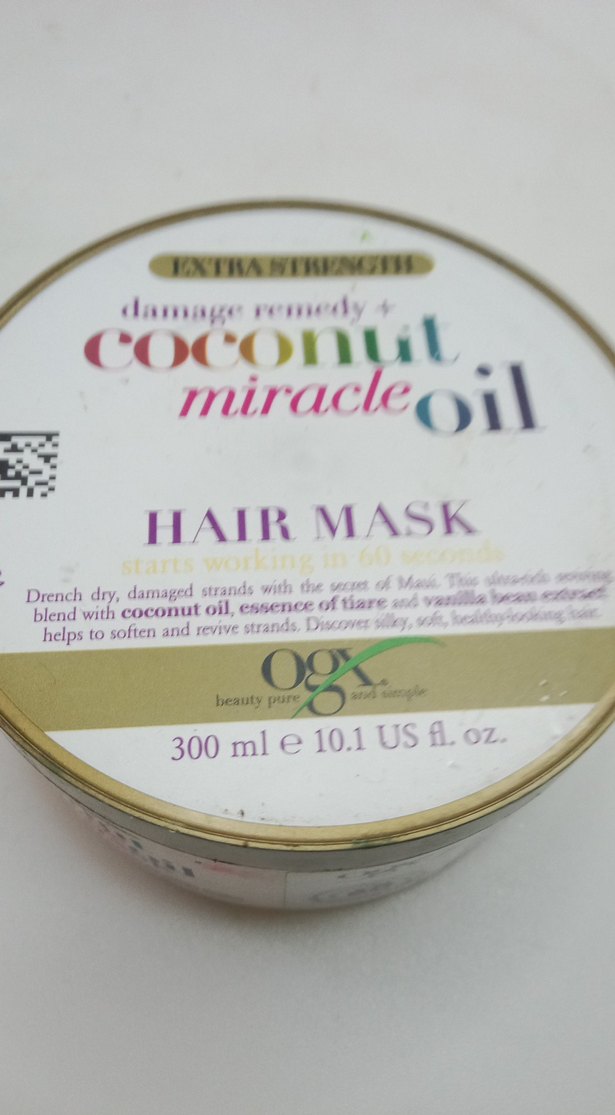 EXTRA STRENGTH
damage remedy +
coconut
miracle oil
HAIR MASK
starts working in 60 seconds
Drench dry, damaged strands with the secret of Maui. This
blend with coconut oil, essence of tiare and vanilla bean extract
helps to soften and revive strands. Discover silky, soft, healthy looking hair.
ogx
beauty pure and simple
300 ml e 10.1 US fl. oz.